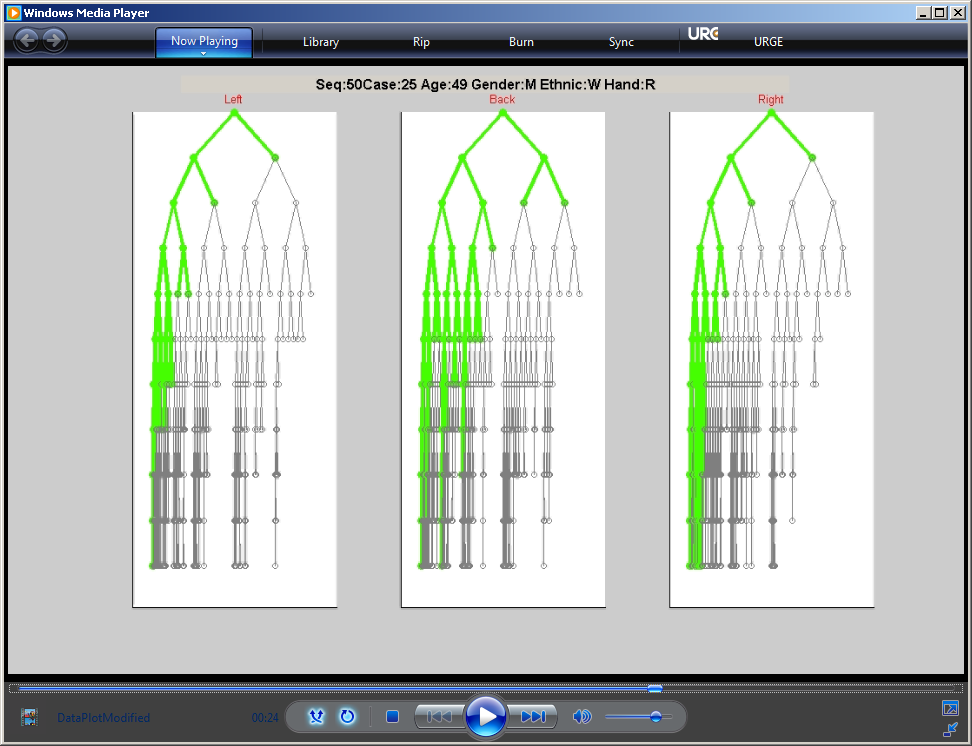 Windows Media Player
Now Playing Library Rip Burn Sync URGE URGE
Seq:50Case:25 Age:49 Gender:M Ethnic:W Hand:R
Left Back Right
DataPlotModified 00:24